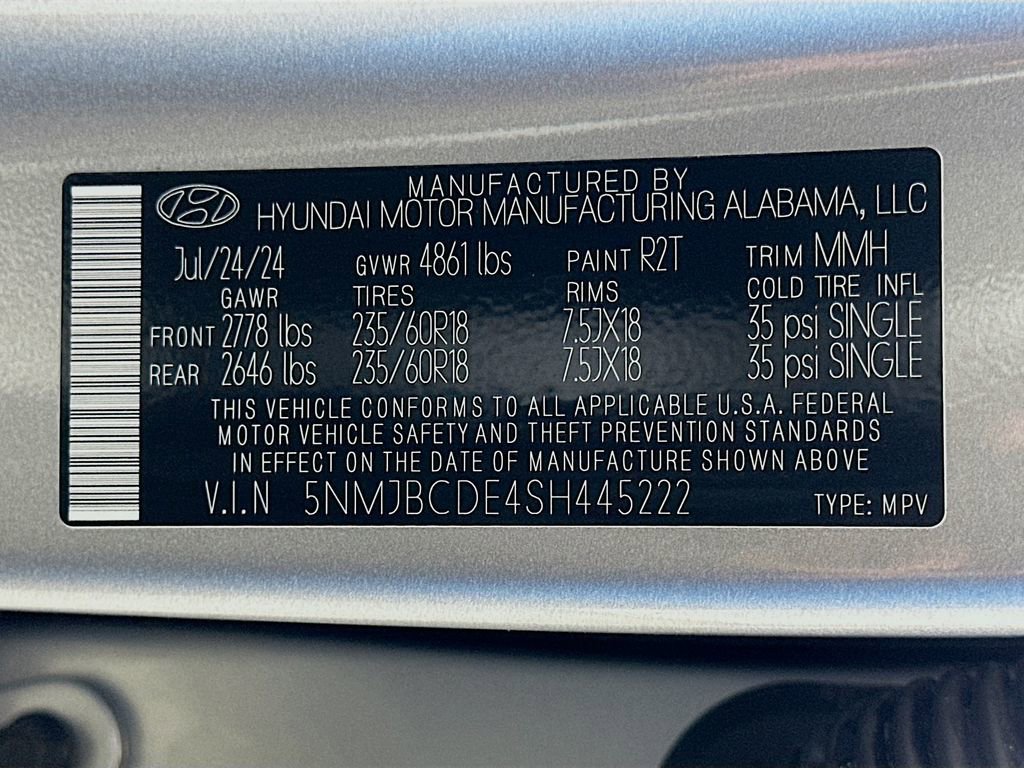 MANUFACTURED BY
HYUNDAI MOTOR MANUFACTURING ALABAMA, LLC
Jul/24/24 GVWR 4861 lbs PAINT R2T TRIM MMH
GAWR TIRES RIMS COLD TIRE INFL
FRONT 2778 lbs 235/60R18 7.5JX18 35 psi SINGLE
REAR 2646 lbs 235/60R18 7.5JX18 35 psi SINGLE
THIS VEHICLE CONFORMS TO ALL APPLICABLE U.S.A. FEDERAL
MOTOR VEHICLE SAFETY AND THEFT PREVENTION STANDARDS
IN EFFECT ON THE DATE OF MANUFACTURE SHOWN ABOVE
V.I.N 5NMJBCDE4SH445222 TYPE: MPV